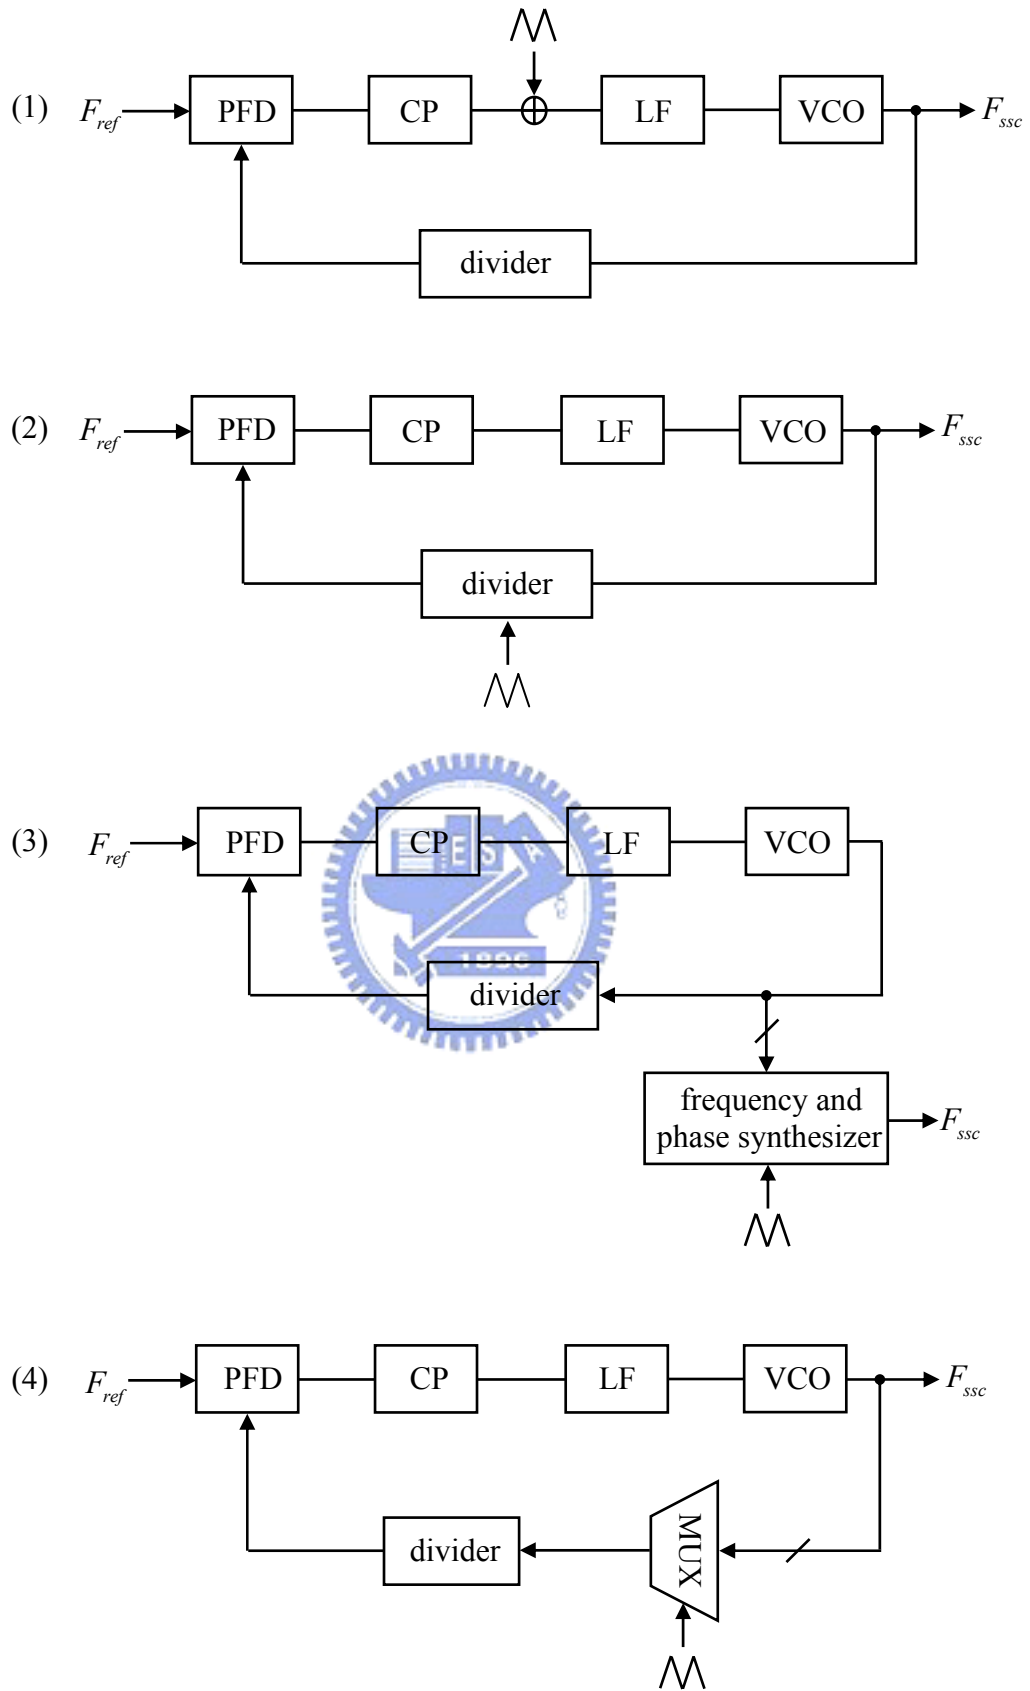 (1) F_ref PFD CP LF VCO F_ssc
divider
(2) F_ref PFD CP LF VCO F_ssc
divider
(3) F_ref PFD CP LF VCO
E S A
1896
divider
frequency and
phase synthesizer F_ssc
(4) F_ref PFD CP LF VCO F_ssc
divider MUX